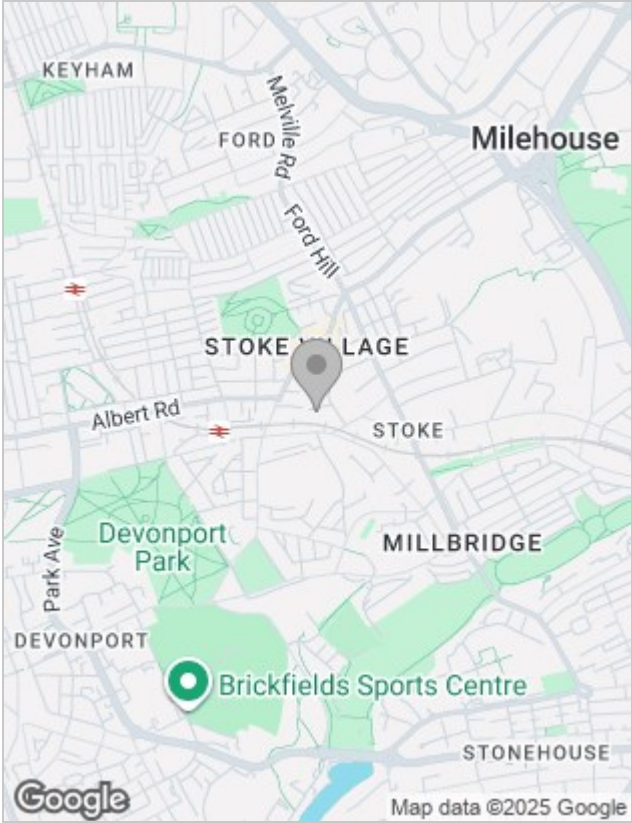 KEYHAM
Melville Rd
FORD
Milehouse
Ford Hill
STOKE VILLAGE
Albert Rd
STOKE
Devonport
Park
Park Ave
MILLBRIDGE
DEVONPORT
Brickfields Sports Centre
STONEHOUSE
Google
Map data ©2025 Google